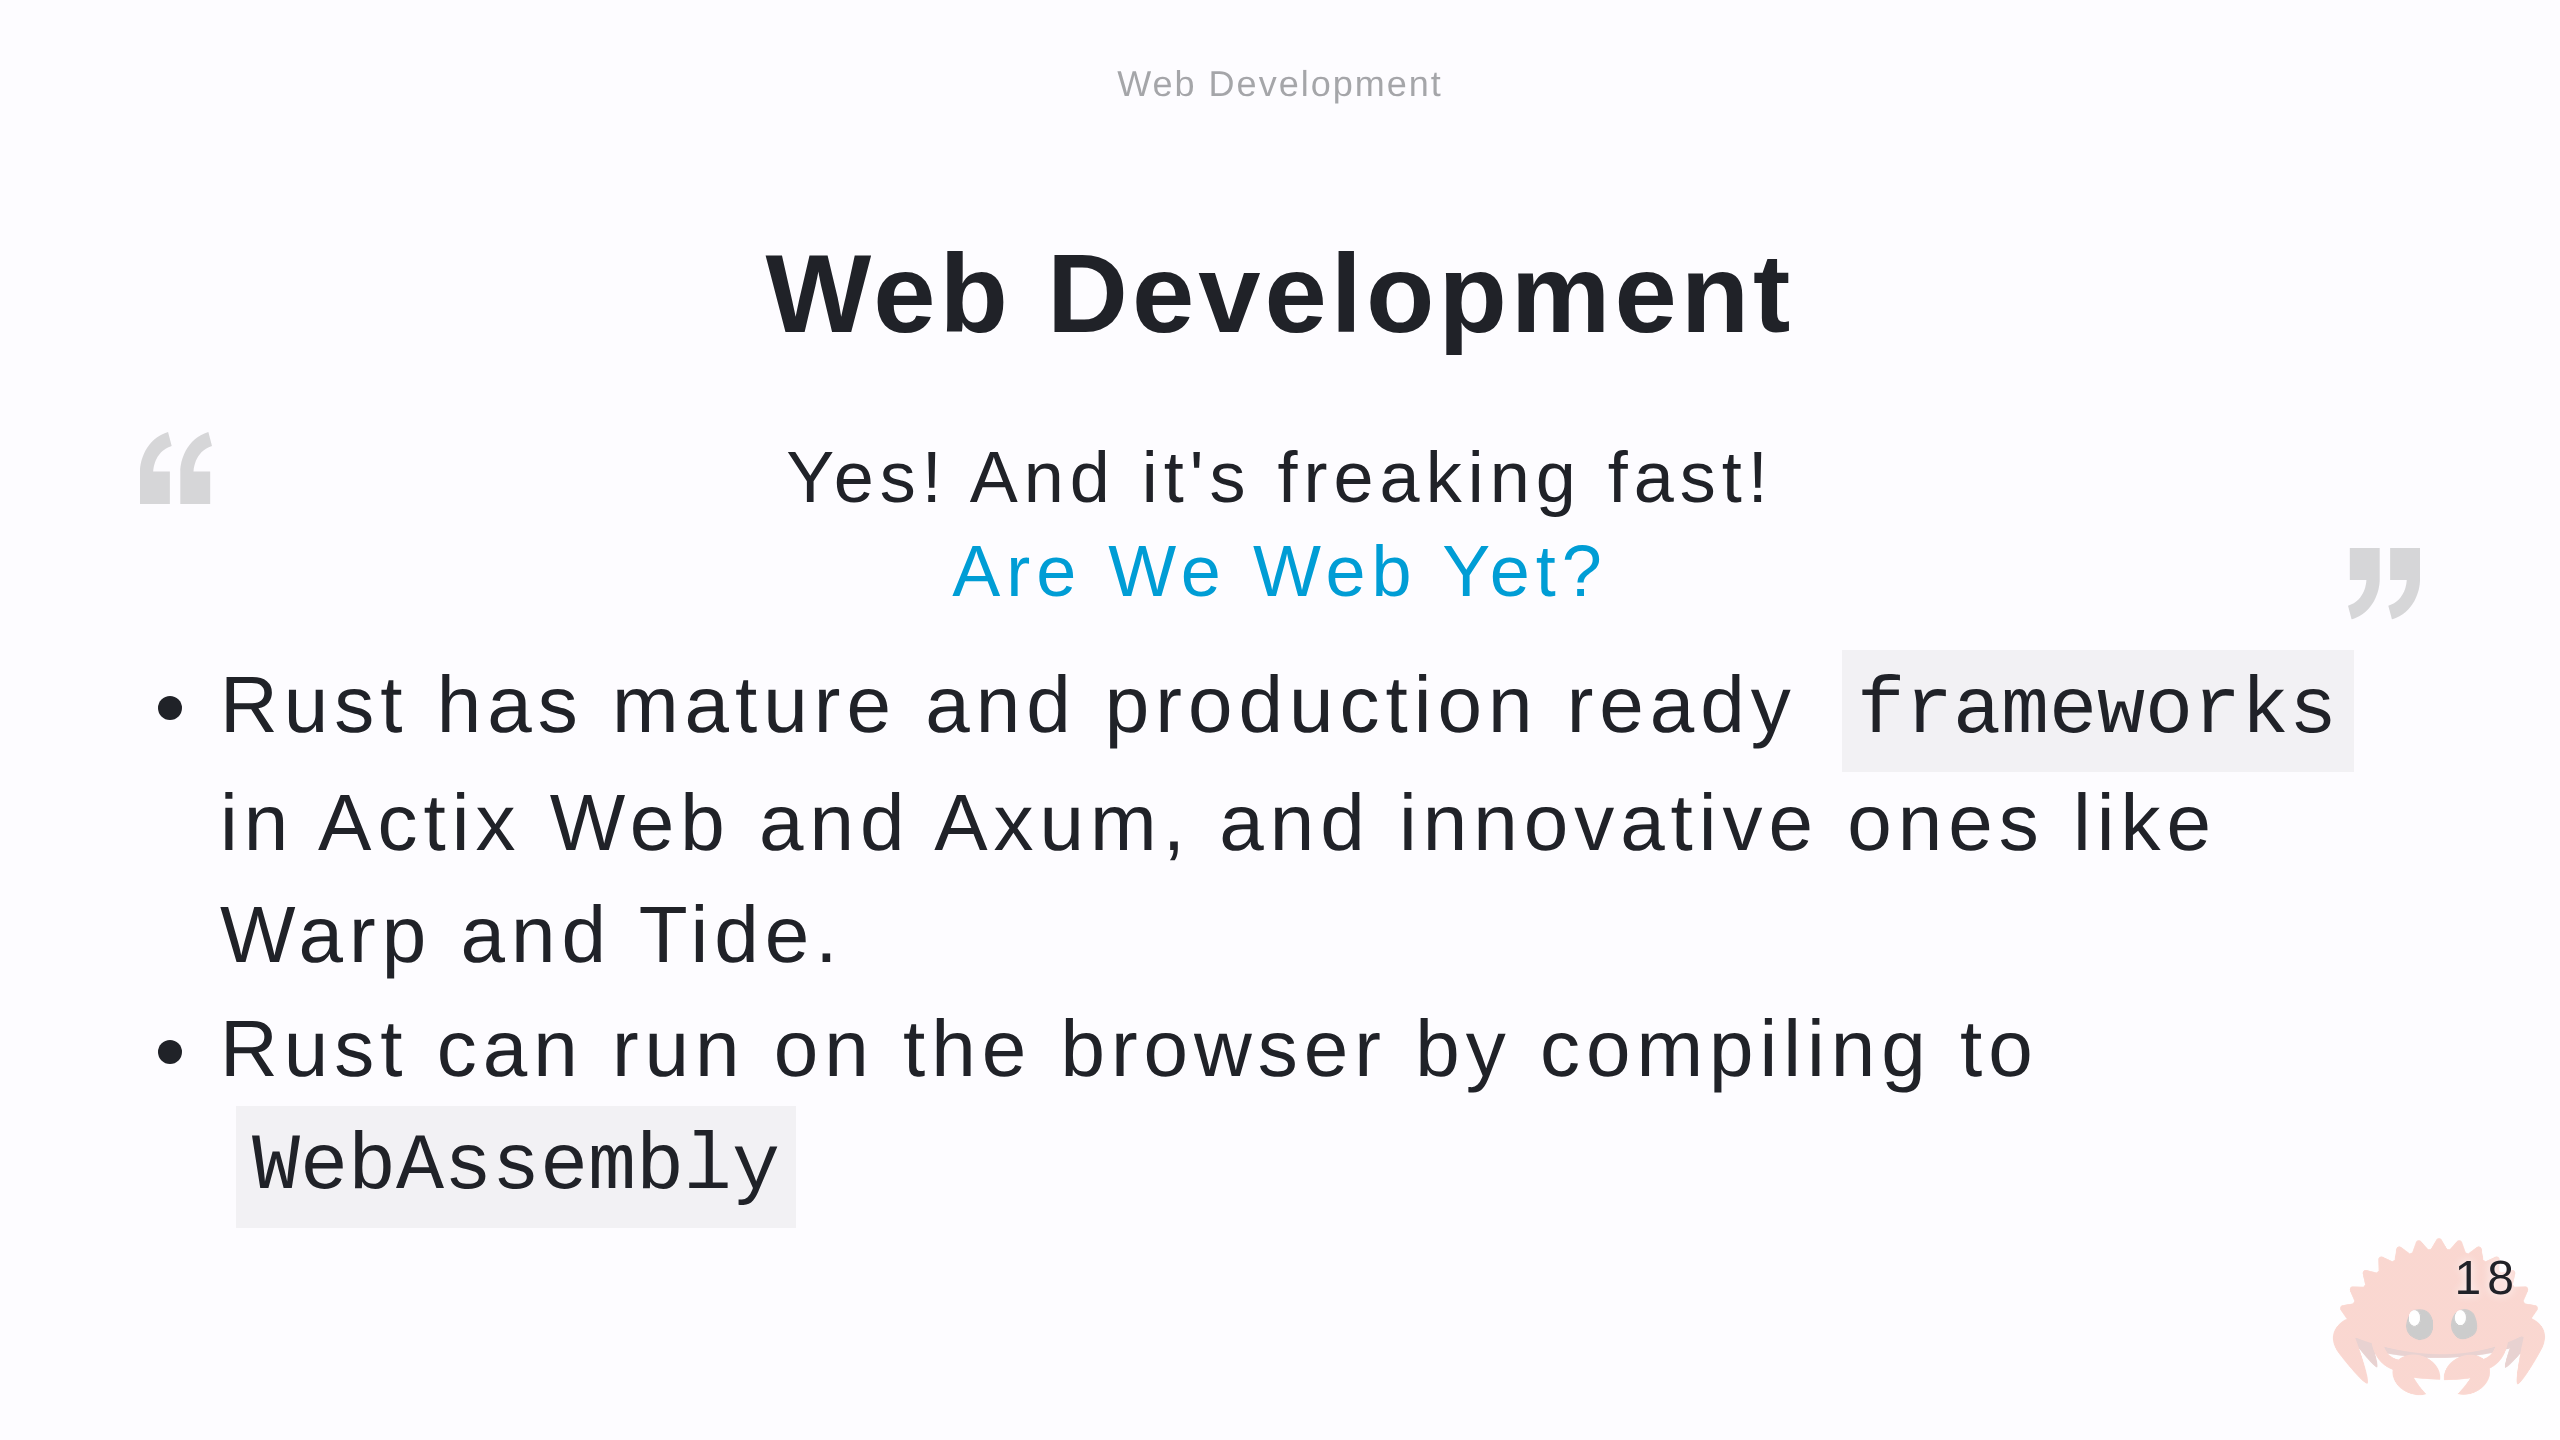 Web Development
Web Development
“
Yes! And it's freaking fast!
Are We Web Yet?
”
• Rust has mature and production ready frameworks
in Actix Web and Axum, and innovative ones like
Warp and Tide.
• Rust can run on the browser by compiling to
WebAssembly
18